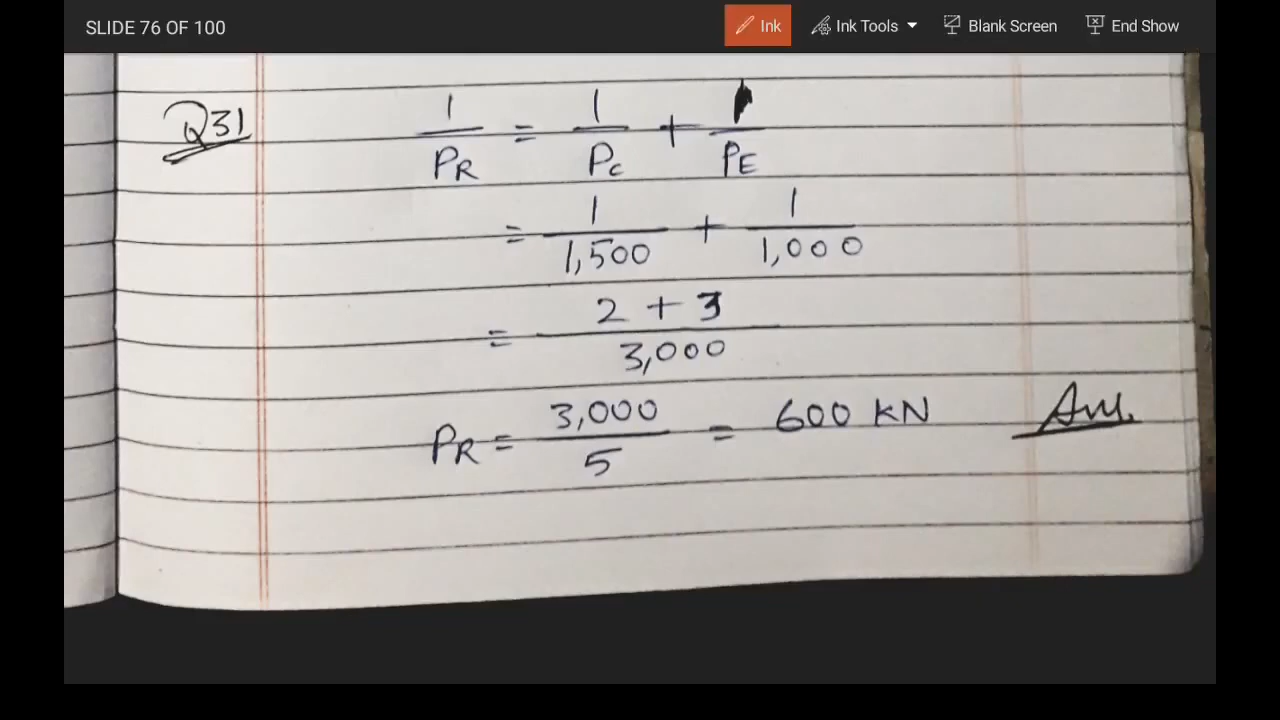 SLIDE 76 OF 100 Ink Ink Tools Blank Screen End Show
Q31 1/PR = 1/Pc + 1/PE
= 1/1,500 + 1/1,000
= 2 + 3/3,000
PR = 3,000/5 = 600 KN Ans.